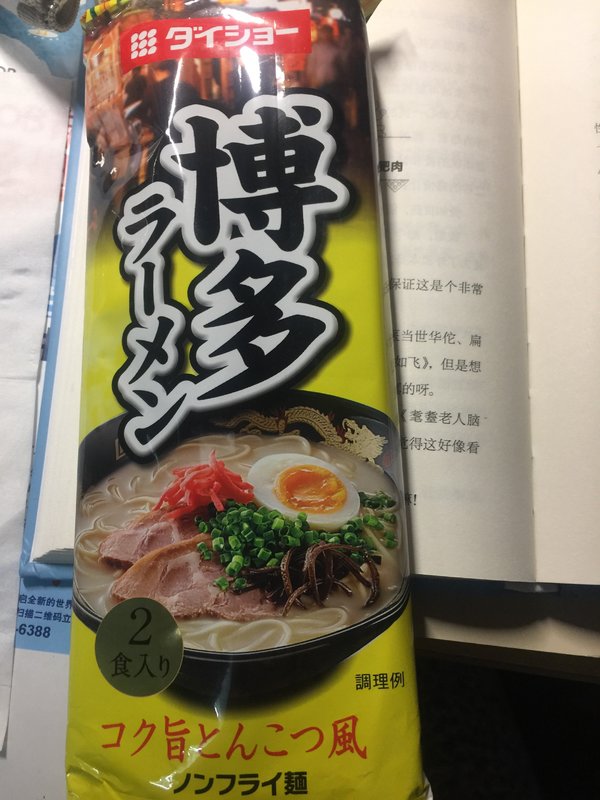 ダイショー
博多
ラーメン
2
食入り
調理例
コク旨とんこつ風
ノンフライ麺
肥肉
保证这是个非常
当世华佗、扁
如飞》，但是想
的呀。
《耄耋老人脑
觉得这好像看
启全新的世界
扫描二维码立
-6388